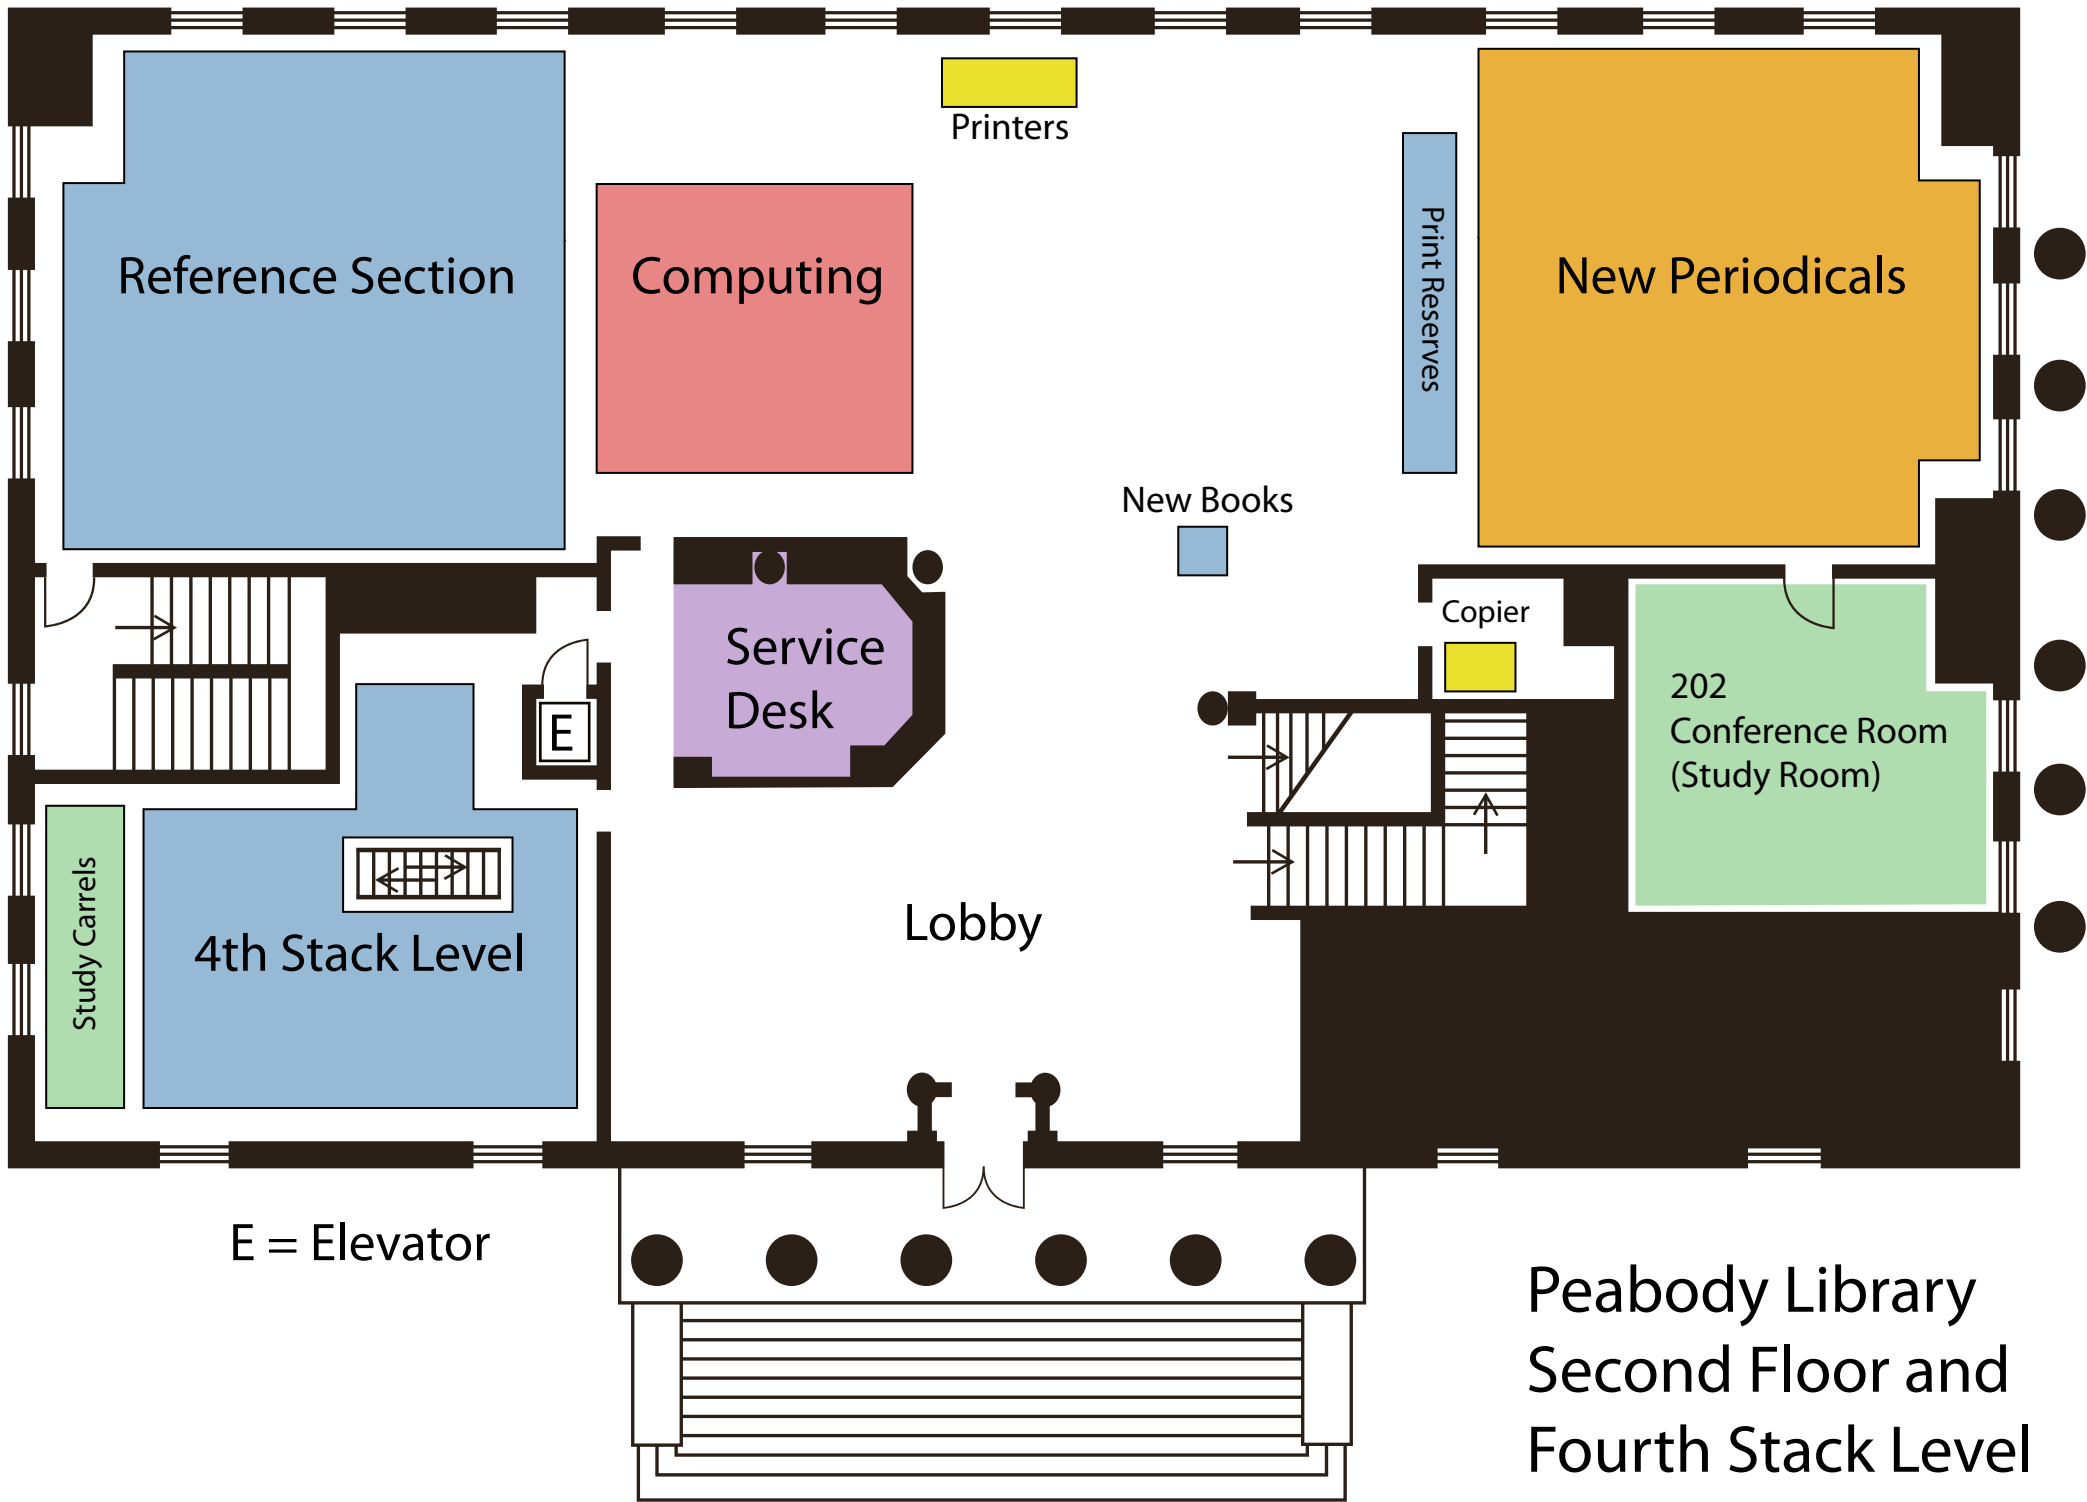 Printers
Reference Section
Computing
Print Reserves
New Periodicals
New Books
Copier
Service
Desk
E
202
Conference Room
(Study Room)
Study Carrels
4th Stack Level
Lobby
E = Elevator
Peabody Library
Second Floor and
Fourth Stack Level